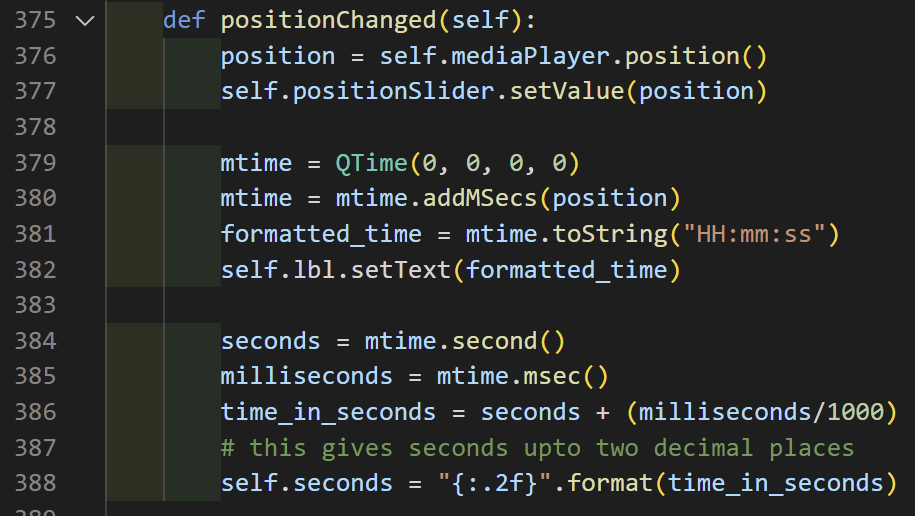 375 def positionChanged(self):
376 position = self.mediaPlayer.position()
377 self.positionSlider.setValue(position)
378
379 mtime = QTime(0, 0, 0, 0)
380 mtime = mtime.addMSecs(position)
381 formatted_time = mtime.toString("HH:mm:ss")
382 self.lbl.setText(formatted_time)
383
384 seconds = mtime.second()
385 milliseconds = mtime.msec()
386 time_in_seconds = seconds + (milliseconds/1000)
387 # this gives seconds upto two decimal places
388 self.seconds = "{:.2f}".format(time_in_seconds)